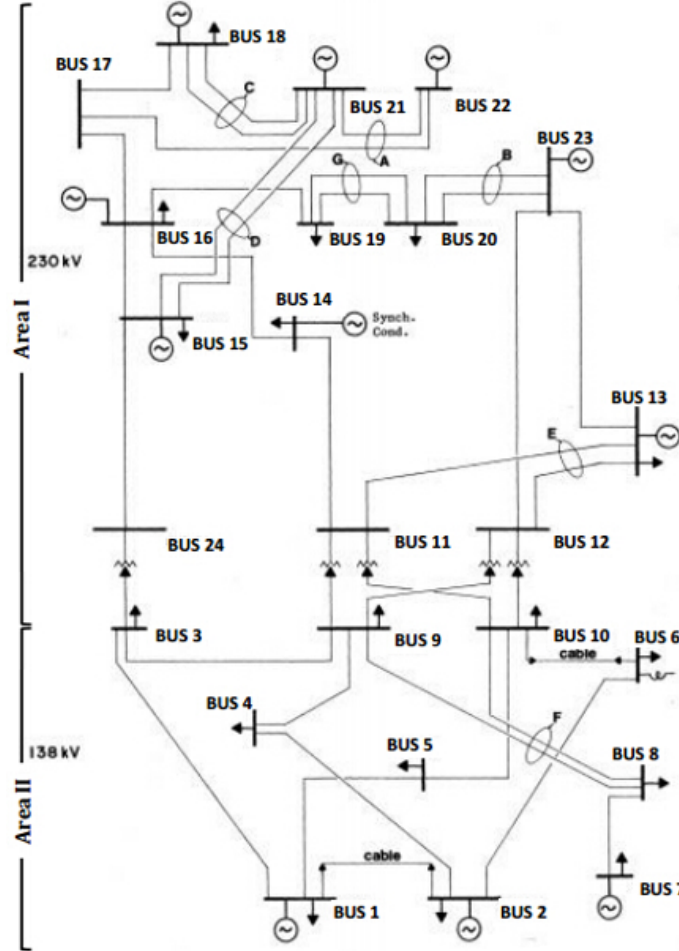 BUS 18
BUS 17
C
BUS 21
BUS 22
A
BUS 23
B
G
BUS 16
D
BUS 19
BUS 20
230 kV
Area I
BUS 14
Synch.
Cond.
BUS 15
BUS 13
E
BUS 24
BUS 11
BUS 12
BUS 3
BUS 9
BUS 10
BUS 6
cable
BUS 4
F
138 kV
BUS 5
BUS 8
Area II
cable
BUS 1
BUS 2
BUS 7